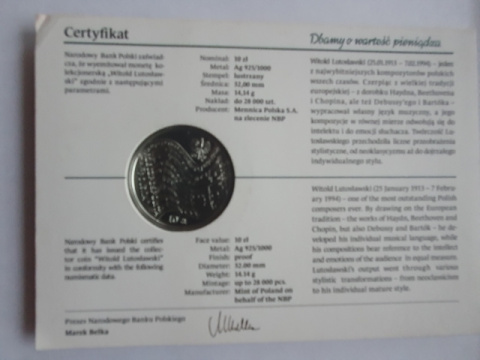 Certyfikat
Dbamy o wartość pieniądza
Narodowy Bank Polski zaświad-
cza, że wyemitował monetę ko-
lekcjonerską „Witold Lutosław-
ski” zgodnie z następującymi
parametrami.
Nominał: 10 zł
Metal: Ag 925/1000
Stempel: lustrzany
Średnica: 32,00 mm
Masa: 14,14 g
Nakład: do 28 000 szt.
Producent: Mennica Polska S.A.
na zlecenie NBP
Witold Lutosławski (25.01.1913 – 7.02.1994) – jeden
z najwybitniejszych kompozytorów polskich
wszech czasów. Czerpiąc z wielkiej tradycji
europejskiej – z dorobku Haydna, Beethovena
i Chopina, ale też Debussy'ego i Bartóka –
wypracował własny język muzyczny, a jego
kompozycje w równej mierze odwołują się do
intelektu i do emocji słuchacza. Twórczość Lu-
tosławskiego przechodziła liczne przeobrażenia
stylistyczne, od neoklasycyzmu aż do dojrzałego
indywidualnego stylu.
Narodowy Bank Polski certifies
that it has issued the collec-
tor coin “Witold Lutosławski”
in conformity with the following
numismatic data.
Face value: 10 zł
Metal: Ag 925/1000
Finish: proof
Diameter: 32.00 mm
Weight: 14.14 g
Mintage: up to 28 000 pcs.
Manufacturer: Mint of Poland on
behalf of the NBP
Witold Lutosławski (25 January 1913 – 7 Febru-
ary 1994) – one of the most outstanding Polish
composers ever. By drawing on the European
tradition – the works of Haydn, Beethoven and
Chopin, but also Debussy and Bartók – he de-
veloped his individual musical language, while
his compositions bear reference to the intellect
and emotions of the audience in equal measure.
Lutosławski's output went through various
stylistic transformations – from neoclassicism
to his individual mature style.
Prezes Narodowego Banku Polskiego
Marek Belka